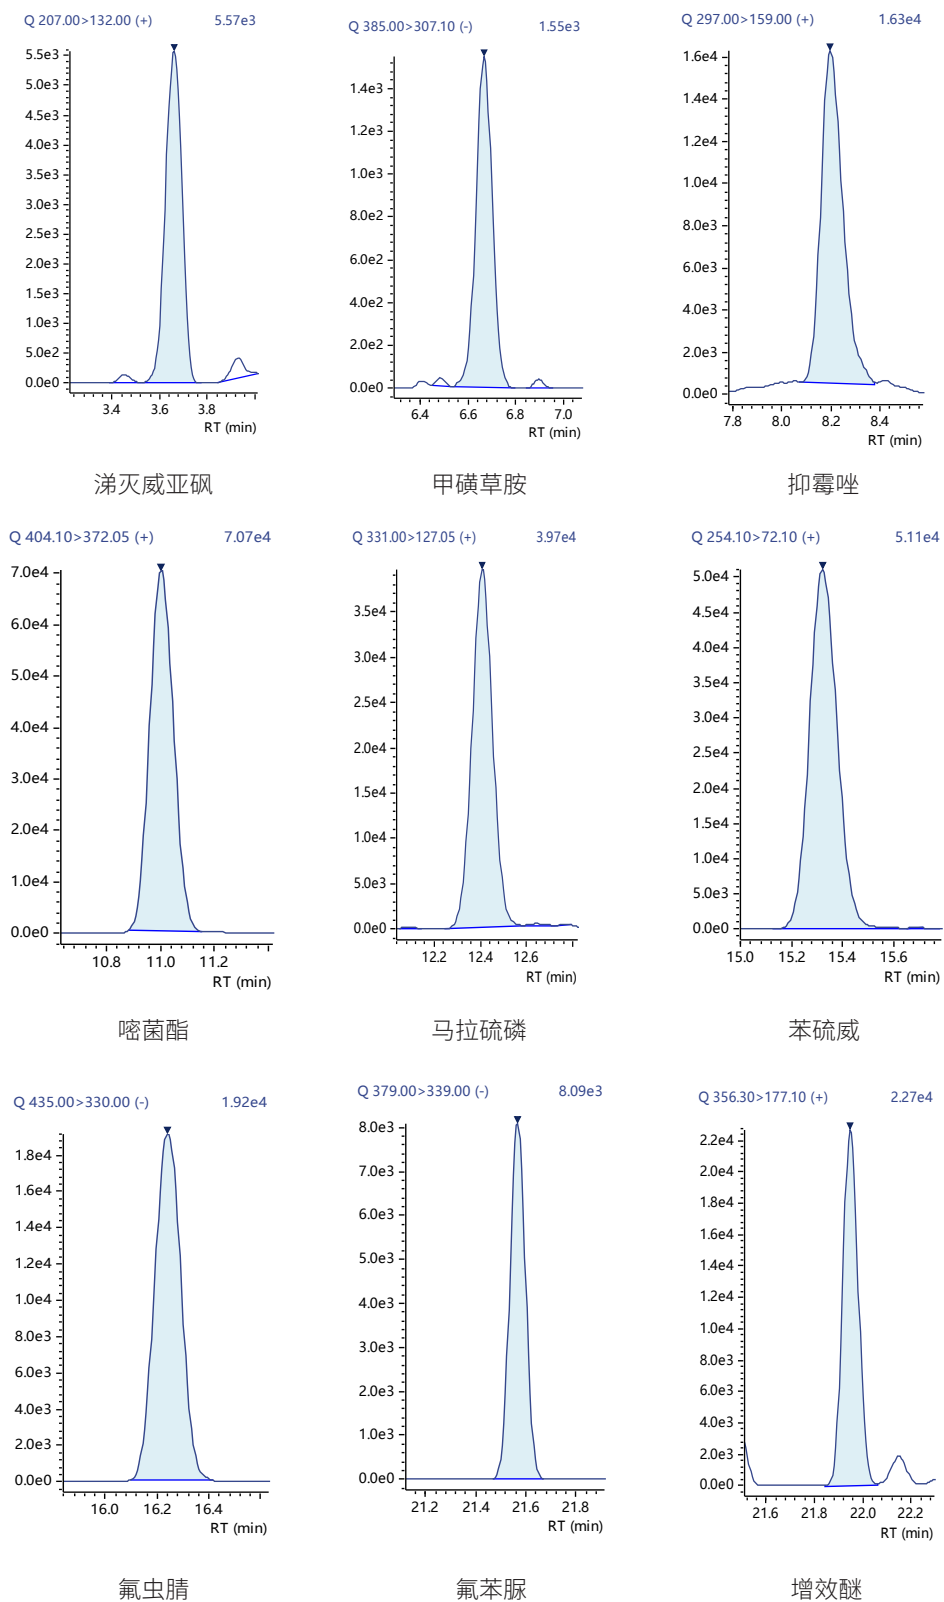 Q 207.00>132.00 (+) 5.57e3
5.5e3
5.0e3
4.5e3
4.0e3
3.5e3
3.0e3
2.5e3
2.0e3
1.5e3
1.0e3
5.0e2
0.0e0
3.4 3.6 3.8
RT (min)
涕灭威亚砜
Q 385.00>307.10 (-) 1.55e3
1.4e3
1.2e3
1.0e3
8.0e2
6.0e2
4.0e2
2.0e2
0.0e0
6.4 6.6 6.8 7.0
RT (min)
甲磺草胺
Q 297.00>159.00 (+) 1.63e4
1.6e4
1.4e4
1.2e4
1.0e4
8.0e3
6.0e3
4.0e3
2.0e3
0.0e0
7.8 8.0 8.2 8.4
RT (min)
抑霉唑
Q 404.10>372.05 (+) 7.07e4
7.0e4
6.0e4
5.0e4
4.0e4
3.0e4
2.0e4
1.0e4
0.0e0
10.8 11.0 11.2
RT (min)
嘧菌酯
Q 331.00>127.05 (+) 3.97e4
3.5e4
3.0e4
2.5e4
2.0e4
1.5e4
1.0e4
5.0e3
0.0e0
12.2 12.4 12.6
RT (min)
马拉硫磷
Q 254.10>72.10 (+) 5.11e4
5.0e4
4.5e4
4.0e4
3.5e4
3.0e4
2.5e4
2.0e4
1.5e4
1.0e4
5.0e3
0.0e0
15.0 15.2 15.4 15.6
RT (min)
苯硫威
Q 435.00>330.00 (-) 1.92e4
1.8e4
1.6e4
1.4e4
1.2e4
1.0e4
8.0e3
6.0e3
4.0e3
2.0e3
0.0e0
16.0 16.2 16.4
RT (min)
氟虫腈
Q 379.00>339.00 (-) 8.09e3
8.0e3
7.0e3
6.0e3
5.0e3
4.0e3
3.0e3
2.0e3
1.0e3
0.0e0
21.2 21.4 21.6 21.8
RT (min)
氟苯脲
Q 356.30>177.10 (+) 2.27e4
2.2e4
2.0e4
1.8e4
1.6e4
1.4e4
1.2e4
1.0e4
8.0e3
6.0e3
4.0e3
2.0e3
0.0e0
21.6 21.8 22.0 22.2
RT (min)
增效醚